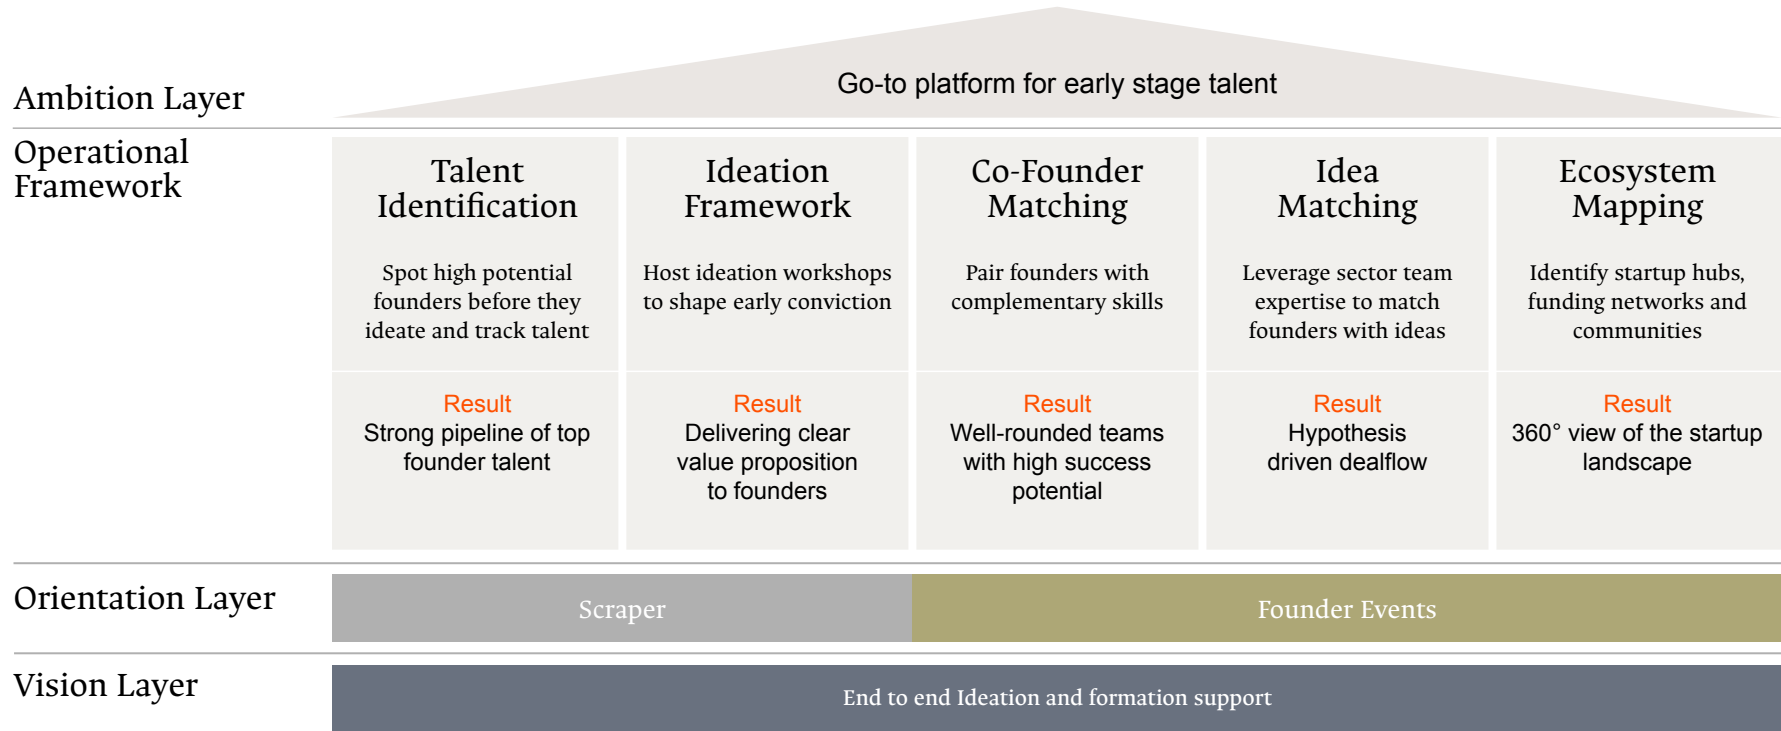 Go-to platform for early stage talent
Ambition Layer
Operational
Framework
Talent
Identification
Spot high potential
founders before they
ideate and track talent
Result
Strong pipeline of top
founder talent
Ideation
Framework
Host ideation workshops
to shape early conviction
Result
Delivering clear
value proposition
to founders
Co-Founder
Matching
Pair founders with
complementary skills
Result
Well-rounded teams
with high success
potential
Idea
Matching
Leverage sector team
expertise to match
founders with ideas
Result
Hypothesis
driven dealflow
Ecosystem
Mapping
Identify startup hubs,
funding networks and
communities
Result
360° view of the startup
landscape
Orientation Layer
Scraper
Founder Events
Vision Layer
End to end Ideation and formation support